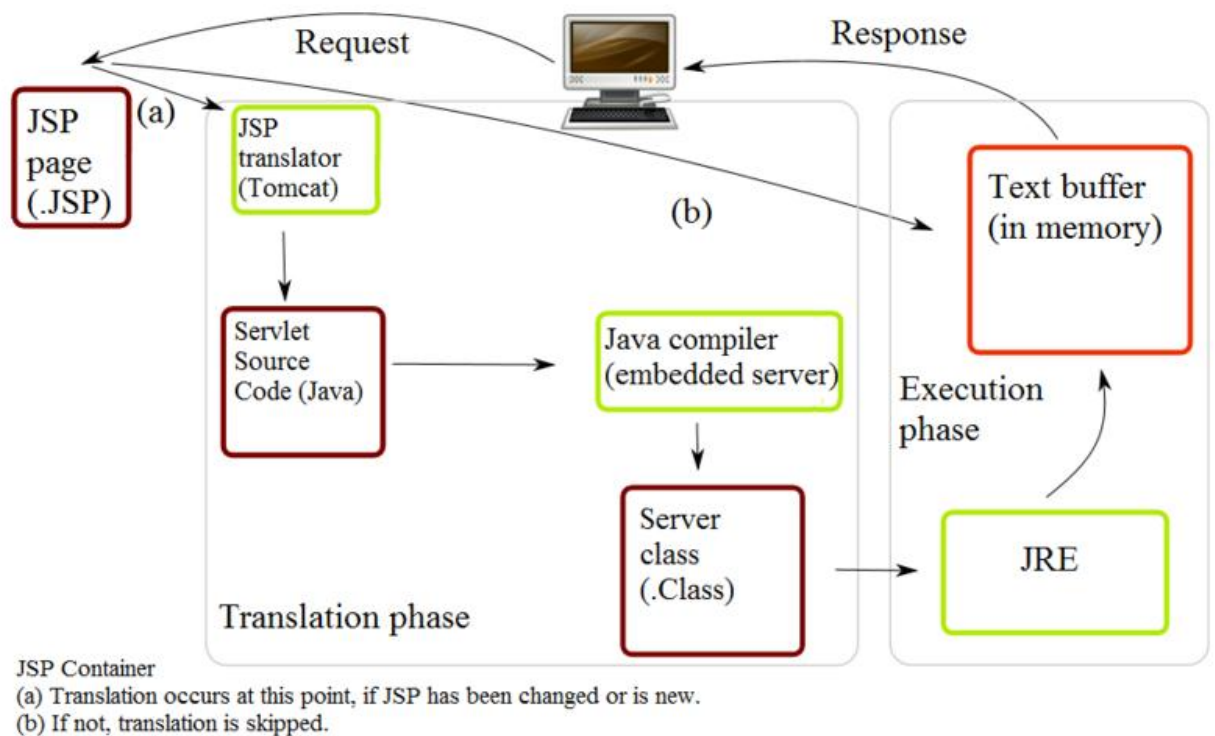 Request
Response
JSP
page
(.JSP)
(a)
JSP
translator
(Tomcat)
(b)
Text buffer
(in memory)
Servlet
Source
Code (Java)
Java compiler
(embedded server)
Execution
phase
Server
class
(.Class)
JRE
Translation phase
JSP Container
(a) Translation occurs at this point, if JSP has been changed or is new.
(b) If not, translation is skipped.